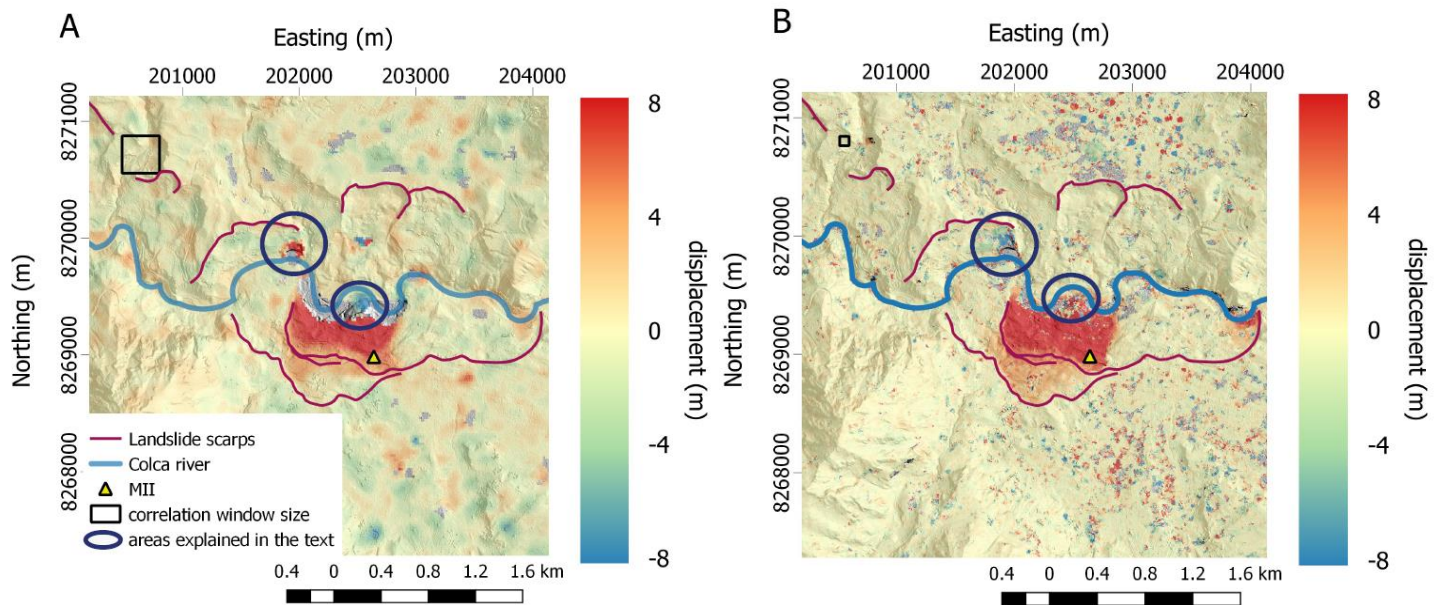 A
Easting (m)
201000 202000 203000 204000
8271000
8270000
8269000
8268000
Northing (m)
8
4
0
-4
-8
displacement (m)
Landslide scarps
Colca river
MII
correlation window size
areas explained in the text
0.4 0 0.4 0.8 1.2 1.6 km
B
Easting (m)
201000 202000 203000 204000
8271000
8270000
8269000
8268000
Northing (m)
8
4
0
-4
-8
displacement (m)
0.4 0 0.4 0.8 1.2 1.6 km